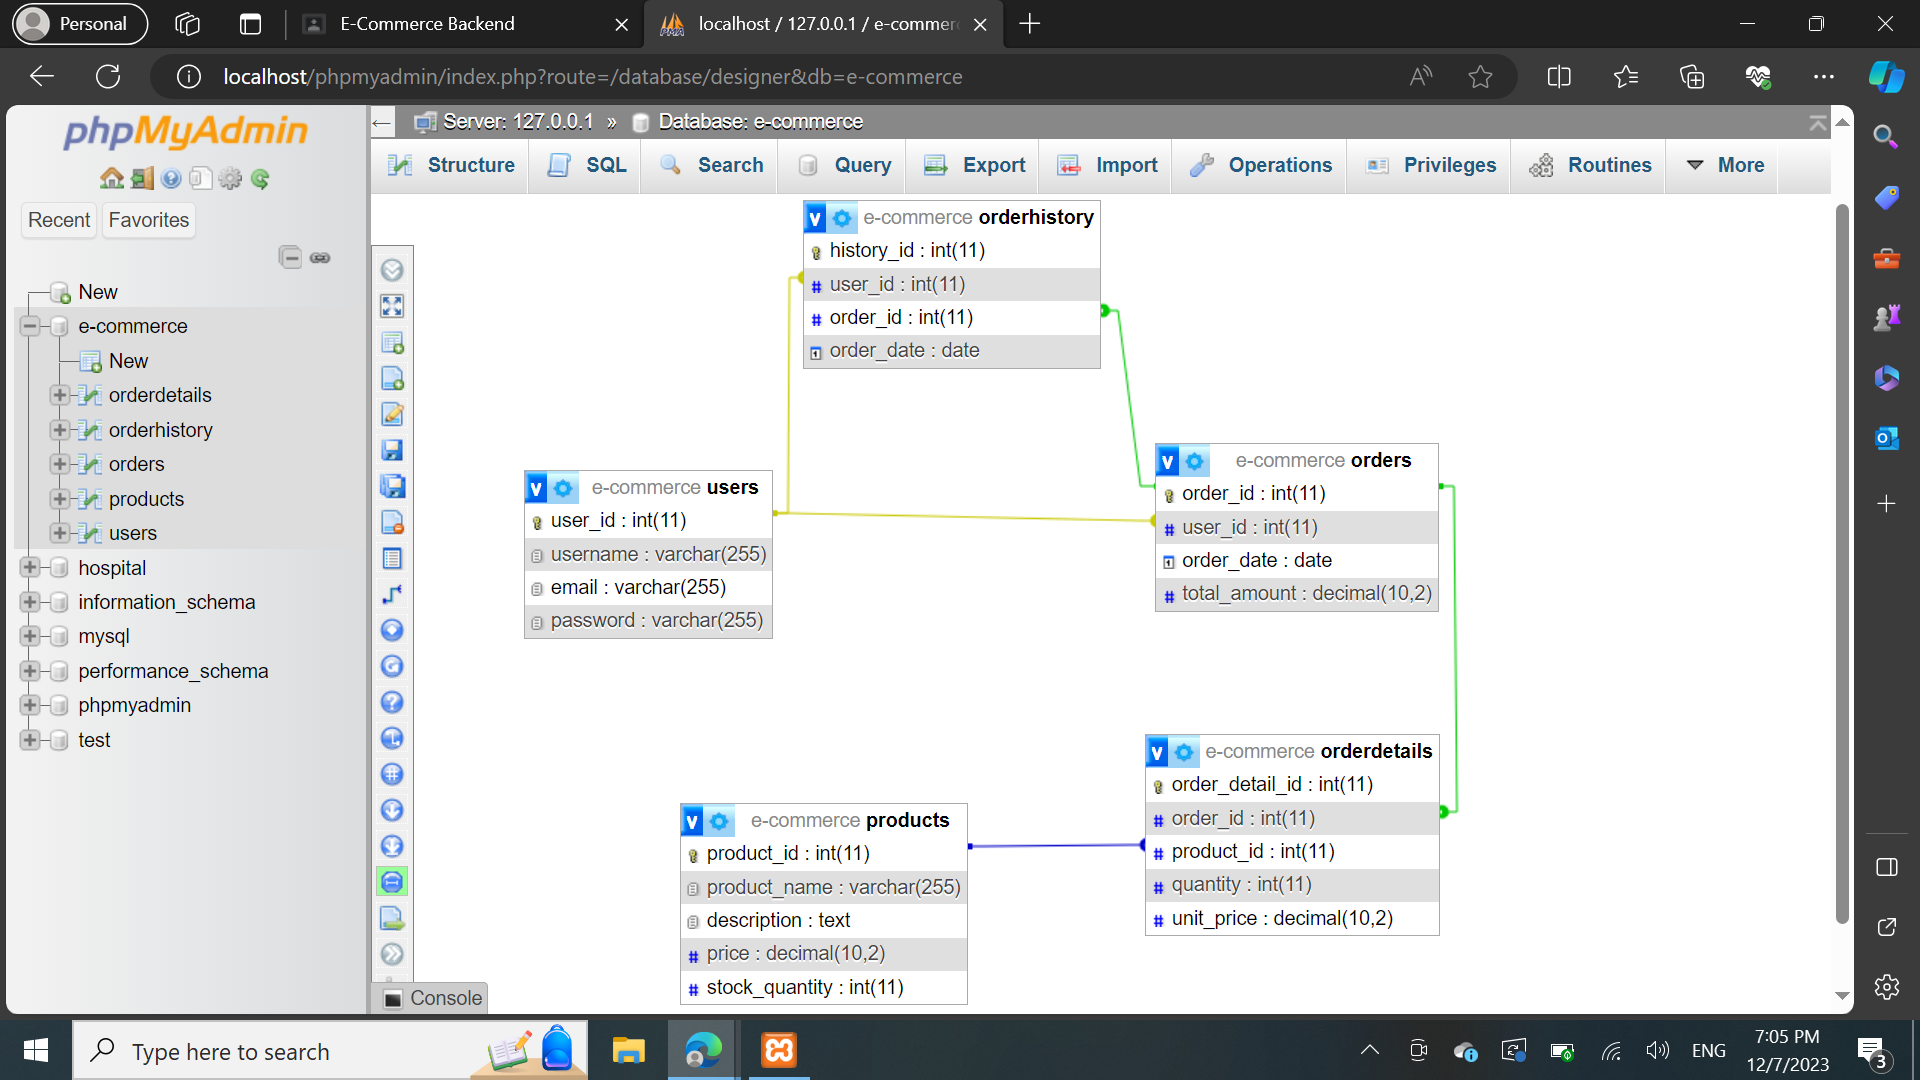 Personal
E-Commerce Backend
localhost / 127.0.0.1 / e-commer
localhost/phpmyadmin/index.php?route=/database/designer&db=e-commerce
phpMyAdmin
Recent
Favorites
New
e-commerce
New
orderdetails
orderhistory
orders
products
users
hospital
information_schema
mysql
performance_schema
phpmyadmin
test
Server: 127.0.0.1 » Database: e-commerce
Structure
SQL
Search
Query
Export
Import
Operations
Privileges
Routines
More
e-commerce orderhistory
history_id : int(11)
user_id : int(11)
order_id : int(11)
order_date : date
e-commerce users
user_id : int(11)
username : varchar(255)
email : varchar(255)
password : varchar(255)
e-commerce orders
order_id : int(11)
user_id : int(11)
order_date : date
total_amount : decimal(10,2)
e-commerce products
product_id : int(11)
product_name : varchar(255)
description : text
price : decimal(10,2)
stock_quantity : int(11)
e-commerce orderdetails
order_detail_id : int(11)
order_id : int(11)
product_id : int(11)
quantity : int(11)
unit_price : decimal(10,2)
Console
Type here to search
ENG
7:05 PM
12/7/2023
3